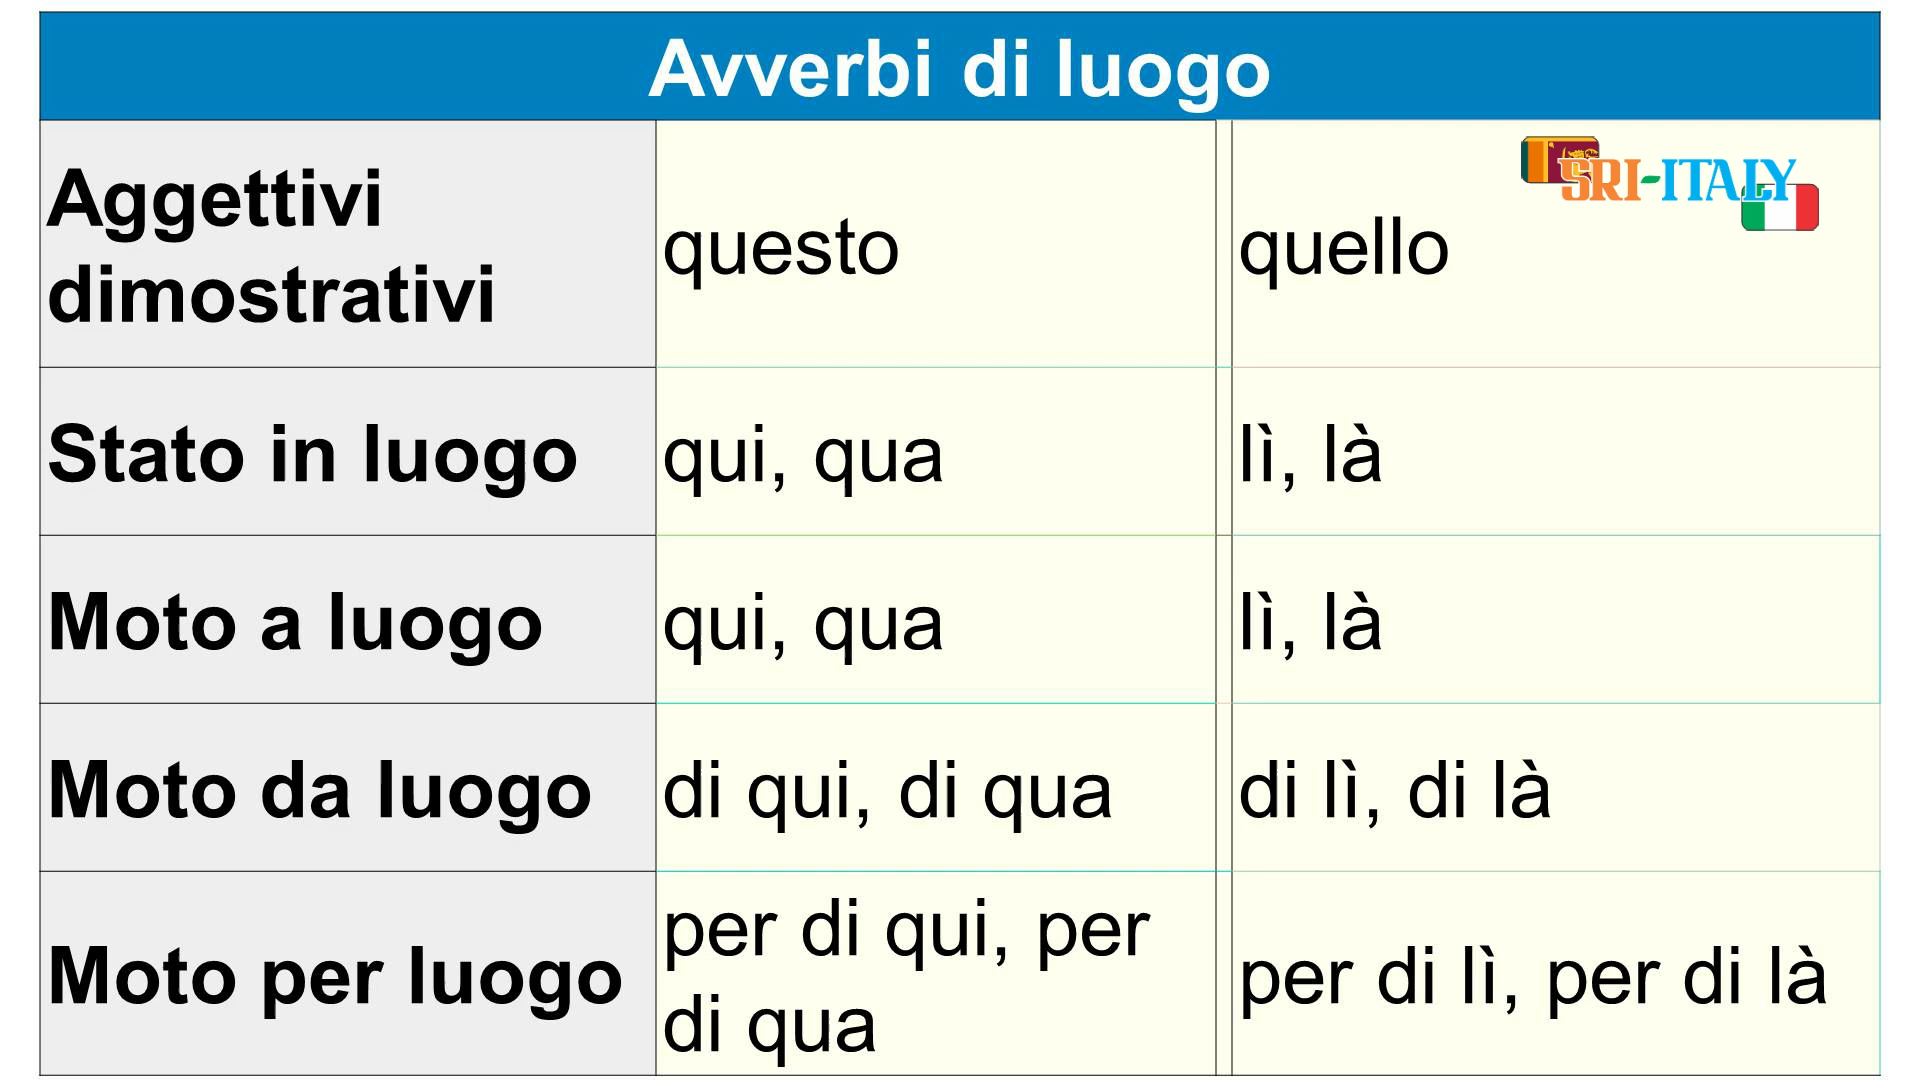 Avverbi di luogo
SRI-ITALY
Aggettivi
dimostrativi
questo
quello
Stato in luogo
qui, qua
lì, là
Moto a luogo
qui, qua
lì, là
Moto da luogo
di qui, di qua
di lì, di là
Moto per luogo
per di qui, per
di qua
per di lì, per di là